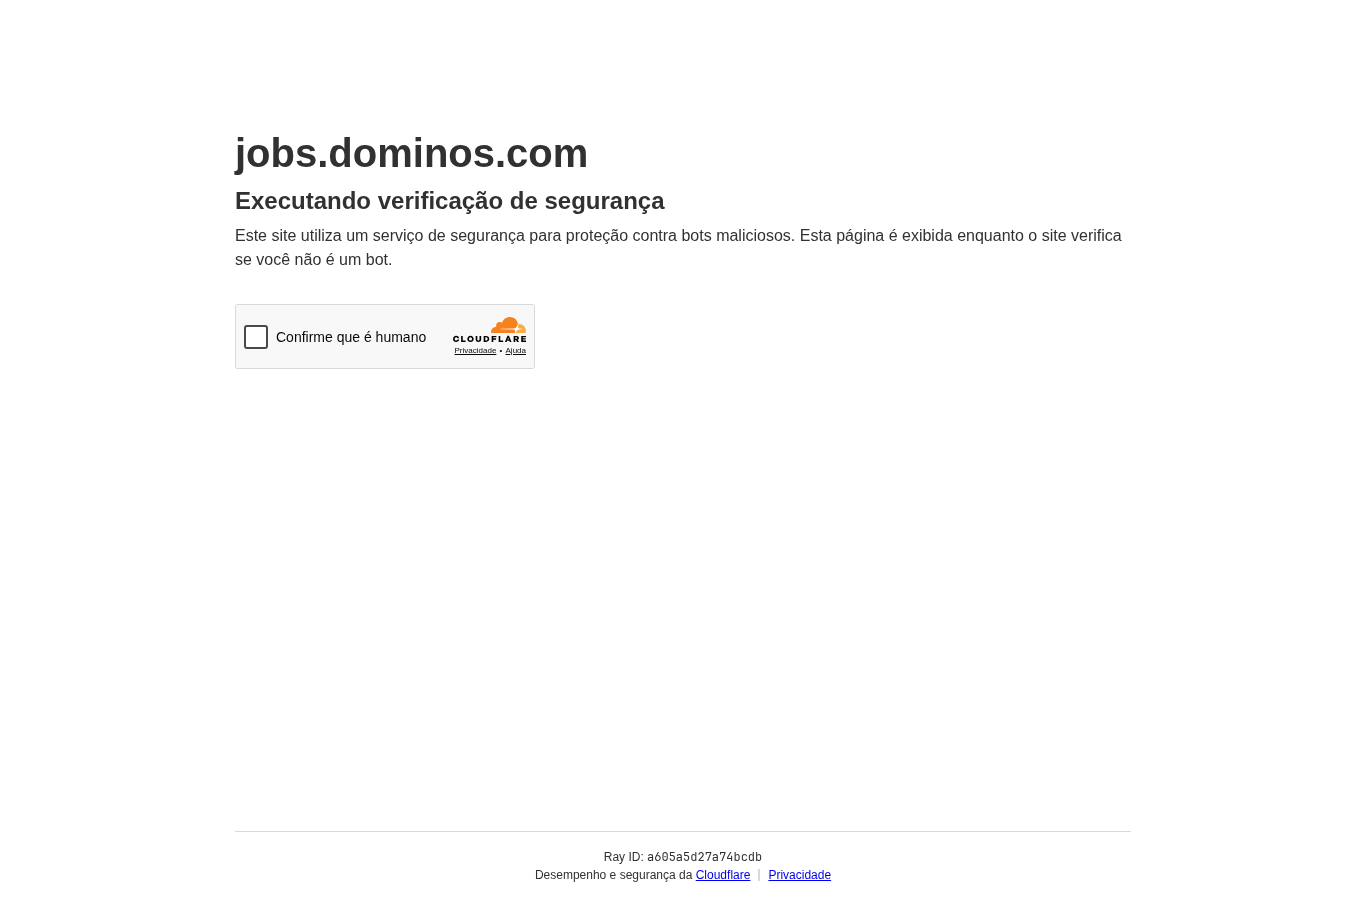 jobs.dominos.com
Executando verificação de segurança
Este site utiliza um serviço de segurança para proteção contra bots maliciosos. Esta página é exibida enquanto o site verifica
se você não é um bot.
Confirme que é humano
CLOUDFLARE
Privacidade • Ajuda
Ray ID: a605a5d27a74bcdb
Desempenho e segurança da Cloudflare | Privacidade